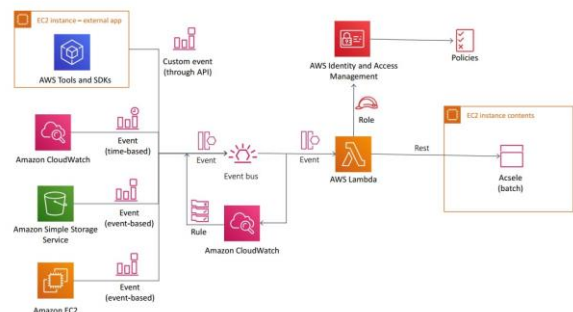 EC2 instance = external app
AWS Tools and SDKs
Custom event
(through API)
AWS Identity and Access
Management
Policies
Role
EC2 instance contents
Amazon CloudWatch
Event
(time-based)
Event
Event bus
Event
AWS Lambda
Rest
Acsele
(batch)
Amazon Simple Storage
Service
Event
(event-based)
Rule
Amazon CloudWatch
Amazon EC2
Event
(event-based)